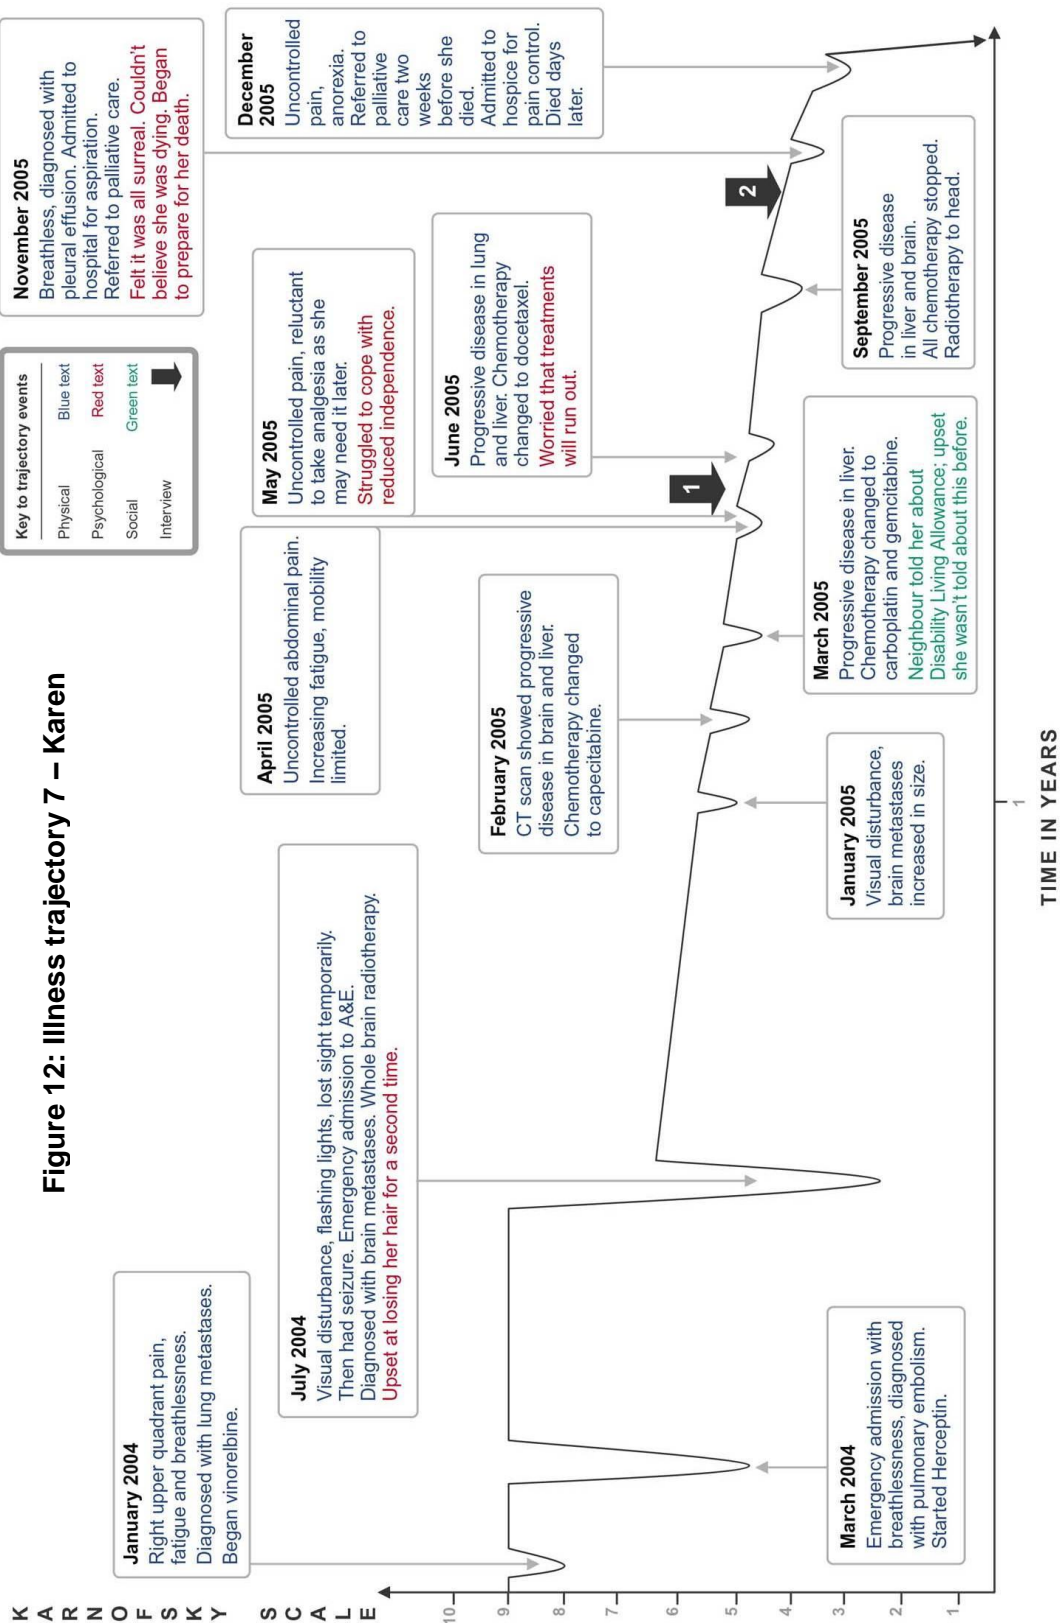 Figure 12: Illness trajectory 7 – Karen
Key to trajectory events
Physical Blue text
Psychological Red text
Social Green text
Interview
KARNOFSKY SCALE
10
9
8
7
6
5
4
3
2
1
January 2004
Right upper quadrant pain,
fatigue and breathlessness.
Diagnosed with lung metastases.
Began vinorelbine.
March 2004
Emergency admission with
breathlessness, diagnosed
with pulmonary embolism.
Started Herceptin.
July 2004
Visual disturbance, flashing lights, lost sight temporarily.
Then had seizure. Emergency admission to A&E.
Diagnosed with brain metastases. Whole brain radiotherapy.
Upset at losing her hair for a second time.
January 2005
Visual disturbance,
brain metastases
increased in size.
February 2005
CT scan showed progressive
disease in brain and liver.
Chemotherapy changed
to capecitabine.
March 2005
Progressive disease in liver.
Chemotherapy changed to
carboplatin and gemcitabine.
Neighbour told her about
Disability Living Allowance; upset
she wasn't told about this before.
April 2005
Uncontrolled abdominal pain.
Increasing fatigue, mobility
limited.
May 2005
Uncontrolled pain, reluctant
to take analgesia as she
may need it later.
Struggled to cope with
reduced independence.
1
June 2005
Progressive disease in lung
and liver. Chemotherapy
changed to docetaxel.
Worried that treatments
will run out.
September 2005
Progressive disease
in liver and brain.
All chemotherapy stopped.
Radiotherapy to head.
2
November 2005
Breathless, diagnosed with
pleural effusion. Admitted to
hospital for aspiration.
Referred to palliative care.
Felt it was all surreal. Couldn't
believe she was dying. Began
to prepare for her death.
December
2005
Uncontrolled
pain,
anorexia.
Referred to
palliative
care two
weeks
before she
died.
Admitted to
hospice for
pain control.
Died days
later.
1
TIME IN YEARS